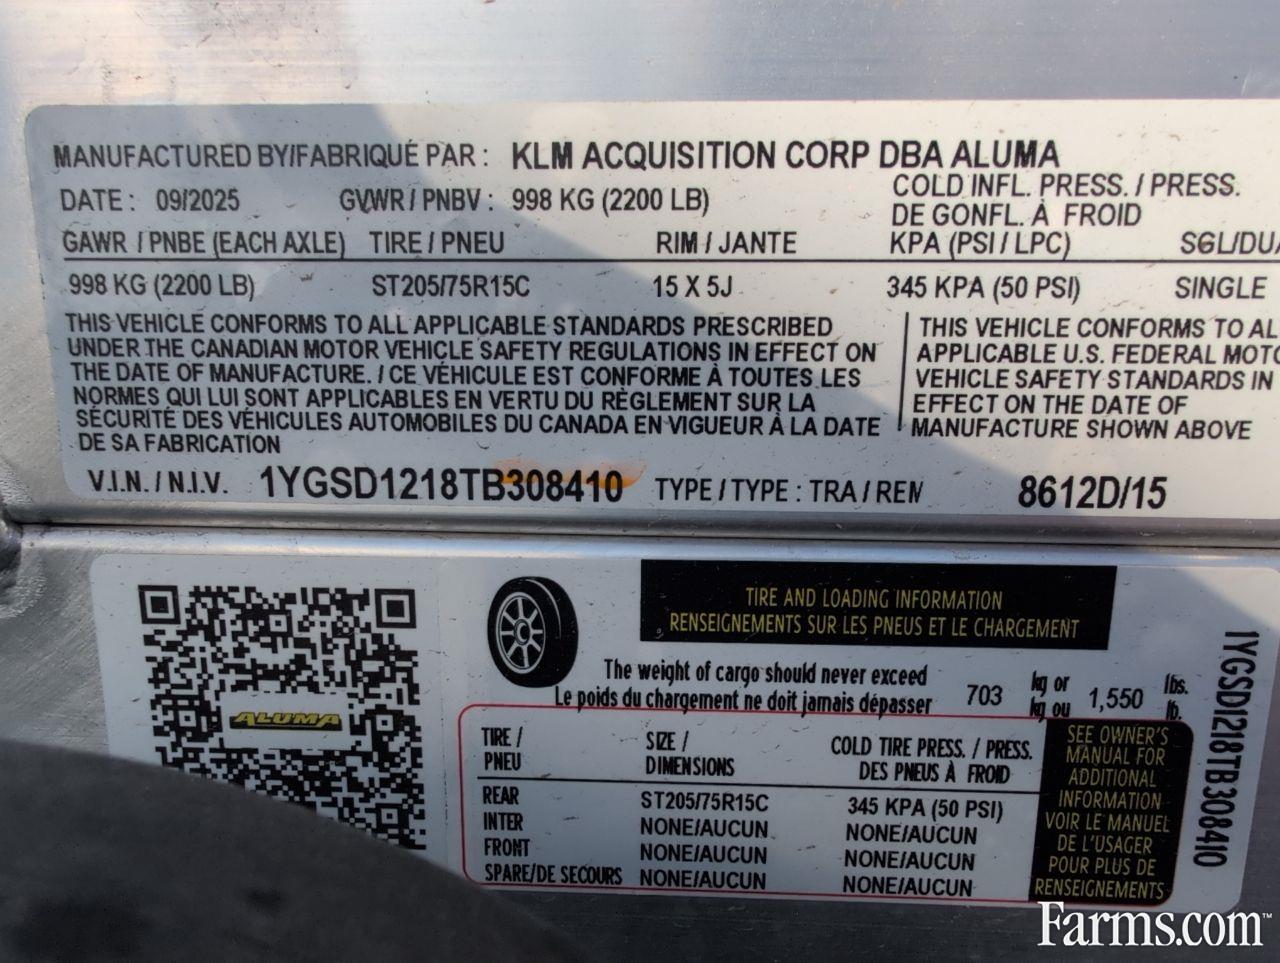 MANUFACTURED BY/FABRIQUÉ PAR : KLM ACQUISITION CORP DBA ALUMA
DATE : 09/2025 GVWR / PNBV : 998 KG (2200 LB) COLD INFL. PRESS. / PRESS.
DE GONFL. À FROID
GAWR / PNBE (EACH AXLE) TIRE / PNEU RIM / JANTE KPA (PSI / LPC) SGL/DUA
998 KG (2200 LB) ST205/75R15C 15 X 5J 345 KPA (50 PSI) SINGLE
THIS VEHICLE CONFORMS TO ALL APPLICABLE STANDARDS PRESCRIBED
UNDER THE CANADIAN MOTOR VEHICLE SAFETY REGULATIONS IN EFFECT ON
THE DATE OF MANUFACTURE. / CE VÉHICULE EST CONFORME À TOUTES LES
NORMES QUI LUI SONT APPLICABLES EN VERTU DU RÈGLEMENT SUR LA
SÉCURITÉ DES VÉHICULES AUTOMOBILES DU CANADA EN VIGUEUR À LA DATE
DE SA FABRICATION
THIS VEHICLE CONFORMS TO AL
APPLICABLE U.S. FEDERAL MOTO
VEHICLE SAFETY STANDARDS IN
EFFECT ON THE DATE OF
MANUFACTURE SHOWN ABOVE
V.I.N. / N.I.V. 1YGSD1218TB308410 TYPE / TYPE : TRA / REM 8612D/15
ALUMA
TIRE AND LOADING INFORMATION
RENSEIGNEMENTS SUR LES PNEUS ET LE CHARGEMENT
The weight of cargo should never exceed
Le poids du chargement ne doit jamais dépasser
703 kg or
kg ou 1,550 lbs.
lb.
TIRE /
PNEU
SIZE /
DIMENSIONS
COLD TIRE PRESS. / PRESS.
DES PNEUS À FROID
REAR ST205/75R15C 345 KPA (50 PSI)
INTER NONE/AUCUN NONE/AUCUN
FRONT NONE/AUCUN NONE/AUCUN
SPARE/DE SECOURS NONE/AUCUN NONE/AUCUN
SEE OWNER'S
MANUAL FOR
ADDITIONAL
INFORMATION
VOIR LE MANUEL
DE L'USAGER
POUR PLUS DE
RENSEIGNEMENTS
1YGSD1218TB308410
Farms.com™